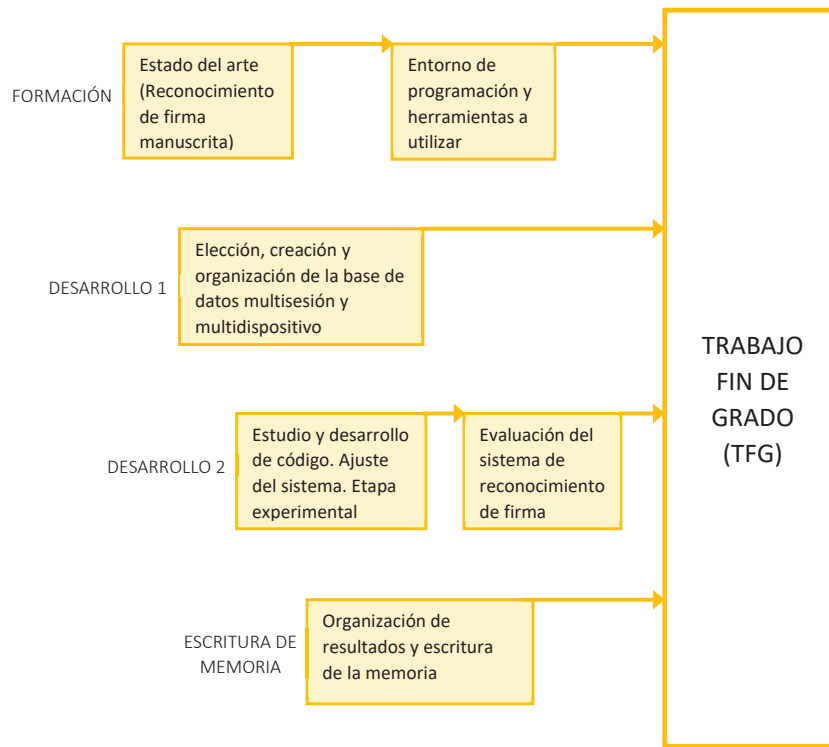 FORMACIÓN
Estado del arte
(Reconocimiento
de firma
manuscrita)
Entorno de
programación y
herramientas a
utilizar
DESARROLLO 1
Elección, creación y
organización de la base de
datos multisesión y
multidispositivo
DESARROLLO 2
Estudio y desarrollo
de código. Ajuste
del sistema. Etapa
experimental
Evaluación del
sistema de
reconocimiento
de firma
ESCRITURA DE
MEMORIA
Organización de
resultados y escritura
de la memoria
TRABAJO
FIN DE
GRADO
(TFG)